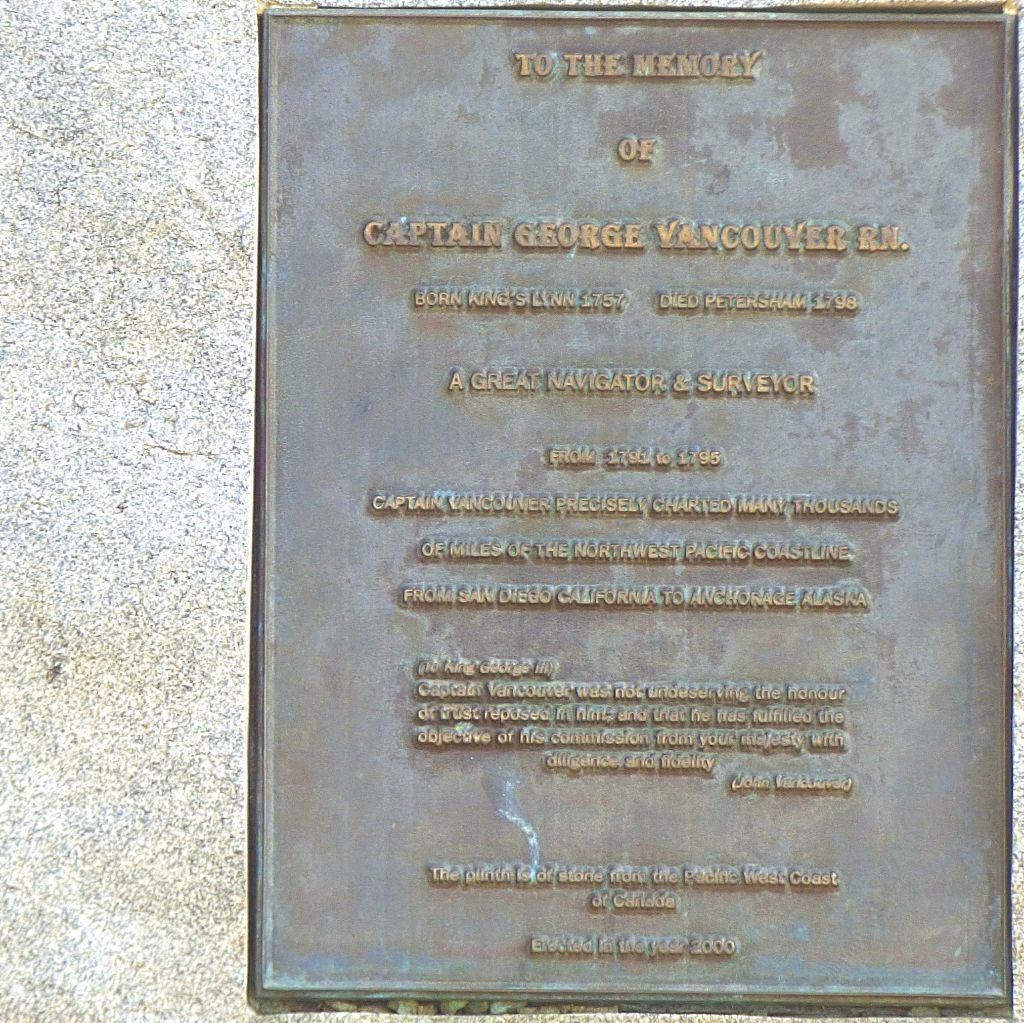 TO THE MEMORY
OF
CAPTAIN GEORGE VANCOUVER RN.
BORN KING'S LYNN 1757 DIED PETERSHAM 1798
A GREAT NAVIGATOR & SURVEYOR
FROM 1791 to 1795
CAPTAIN VANCOUVER PRECISELY CHARTED MANY THOUSANDS
OF MILES OF THE NORTHWEST PACIFIC COASTLINE
FROM SAN DIEGO CALIFORNIA TO ANCHORAGE ALASKA
(To King George III)
Captain Vancouver was not undeserving the honour
of trust reposed in him, and that he has fulfilled the
objective of his commission from your majesty with
diligence and fidelity
(John Vancouver)
The plinth is of stone from the Pacific West Coast
of Canada
Erected in the year 2000